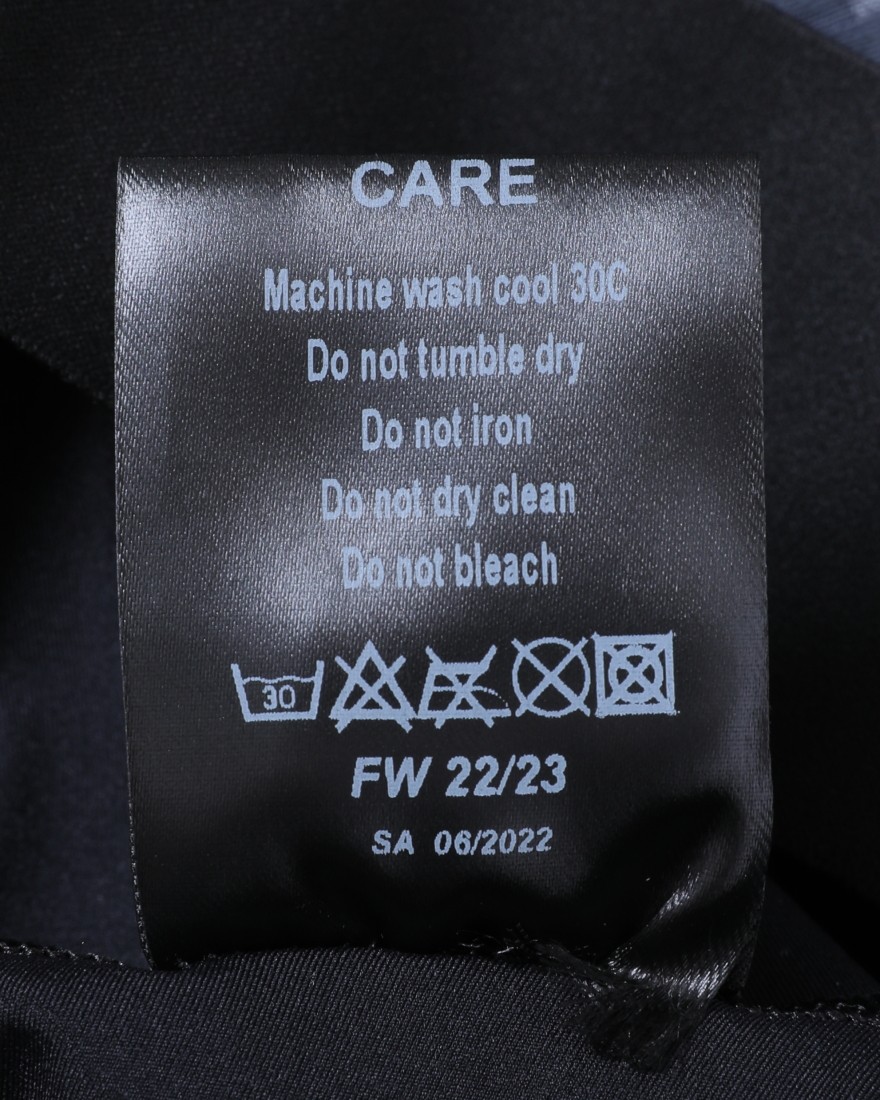 CARE
Machine wash cool 30C
Do not tumble dry
Do not iron
Do not dry clean
Do not bleach
30
FW 22/23
SA 06/2022